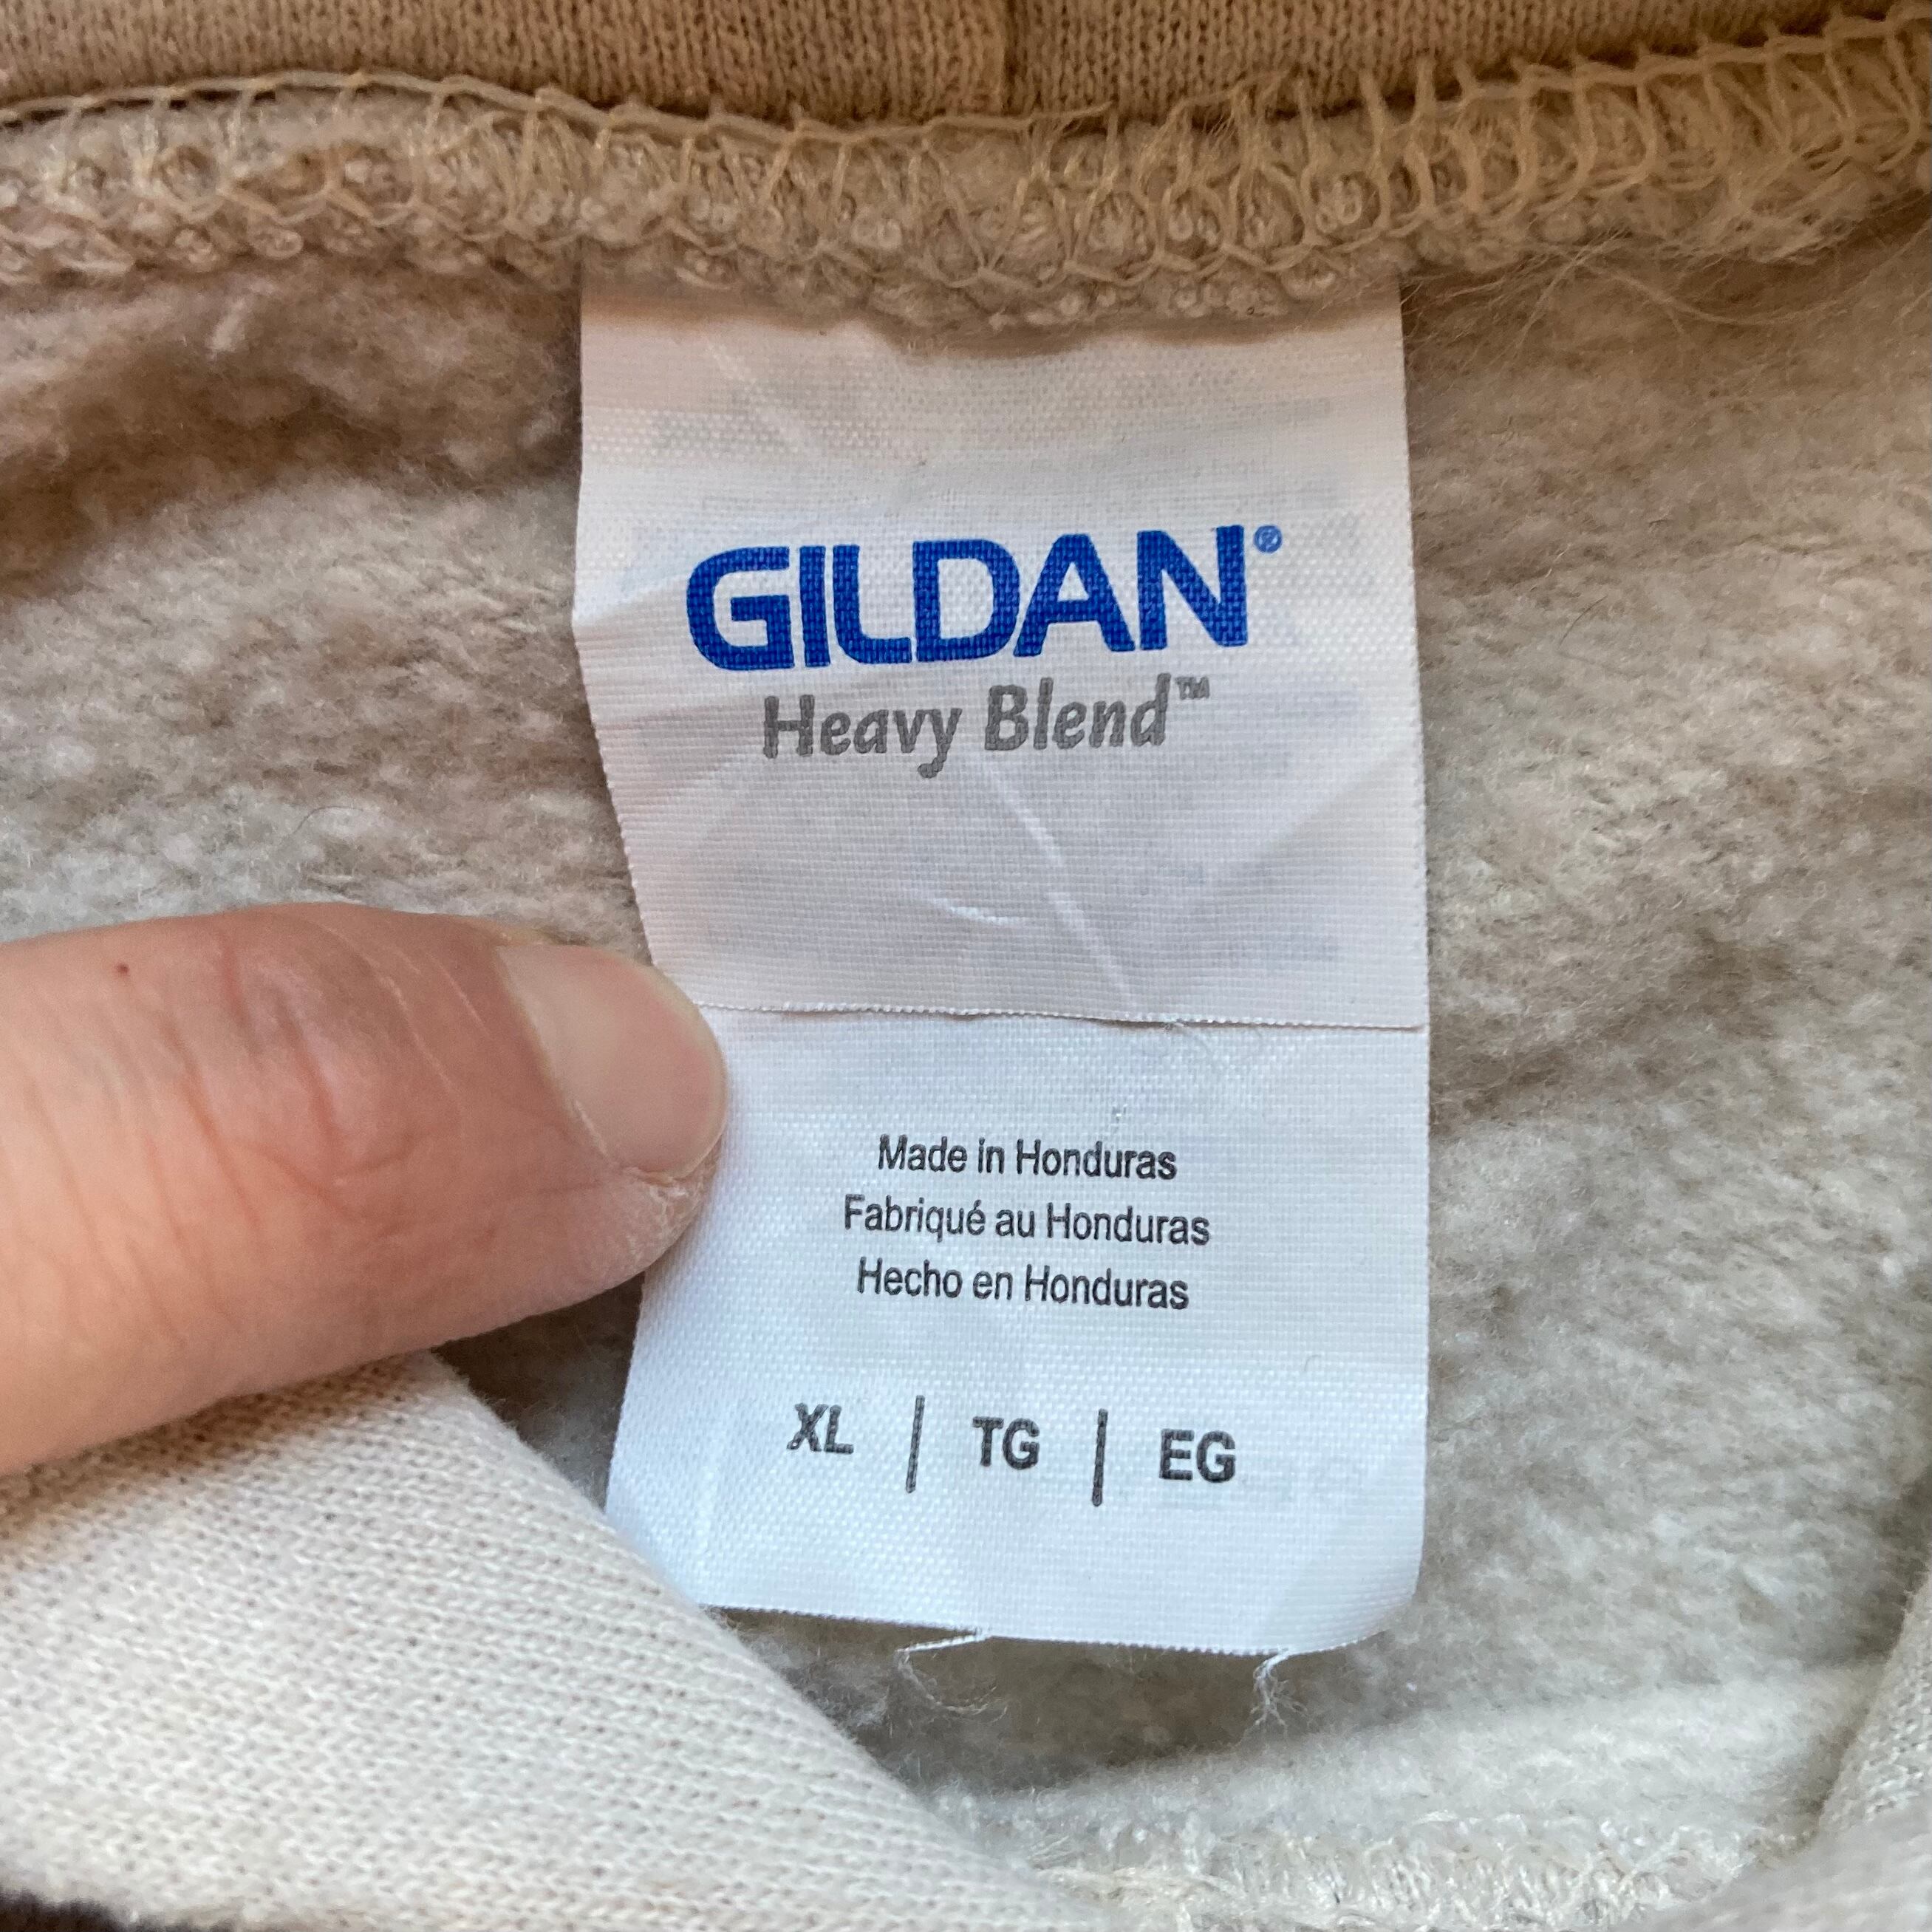 GILDAN®
Heavy Blend™
Made in Honduras
Fabriqué au Honduras
Hecho en Honduras
XL | TG | EG